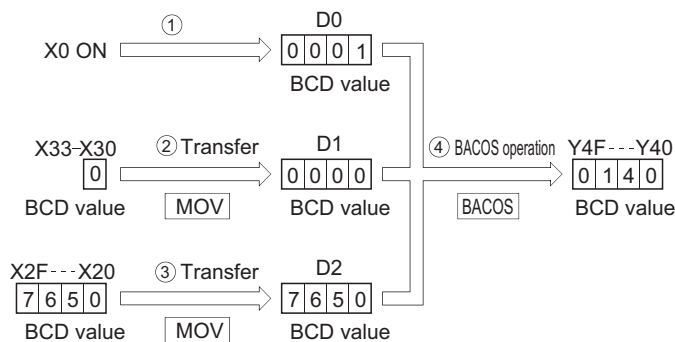 ① D0
X0 ON 0 0 0 1
BCD value
X33-X30 ② Transfer D1 ④ BACOS operation Y4F---Y40
0 0 0 0 0 0 1 4 0
BCD value MOV BCD value BACOS BCD value
X2F---X20 ③ Transfer D2
7 6 5 0 7 6 5 0
BCD value MOV BCD value